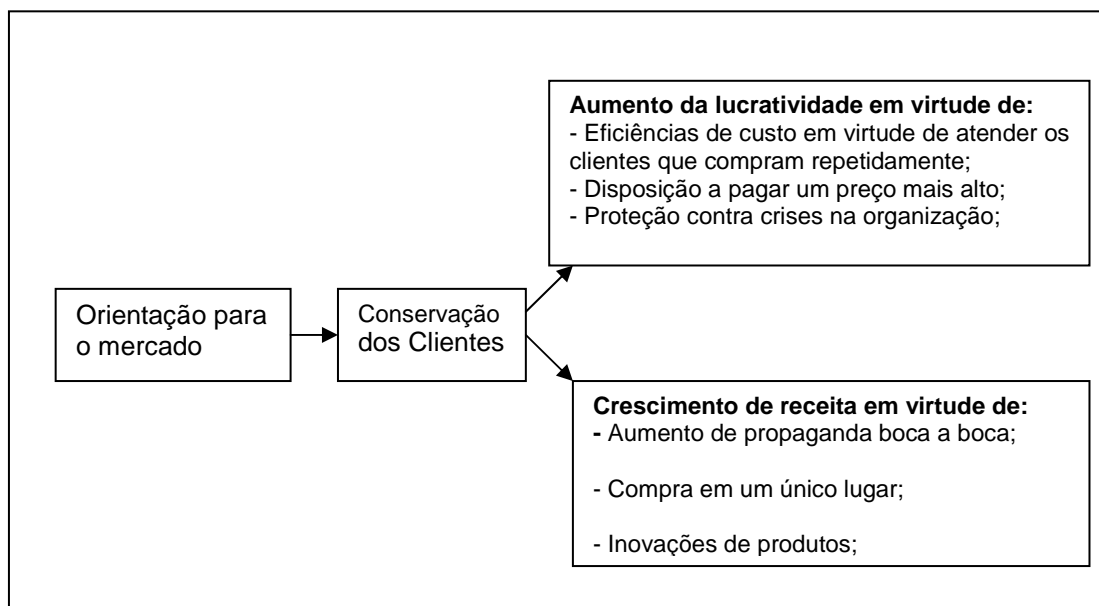 Aumento da lucratividade em virtude de:
- Eficiências de custo em virtude de atender os
clientes que compram repetidamente;
- Disposição a pagar um preço mais alto;
- Proteção contra crises na organização;
Orientação para
o mercado
Conservação
dos Clientes
Crescimento de receita em virtude de:
- Aumento de propaganda boca a boca;
- Compra em um único lugar;
- Inovações de produtos;